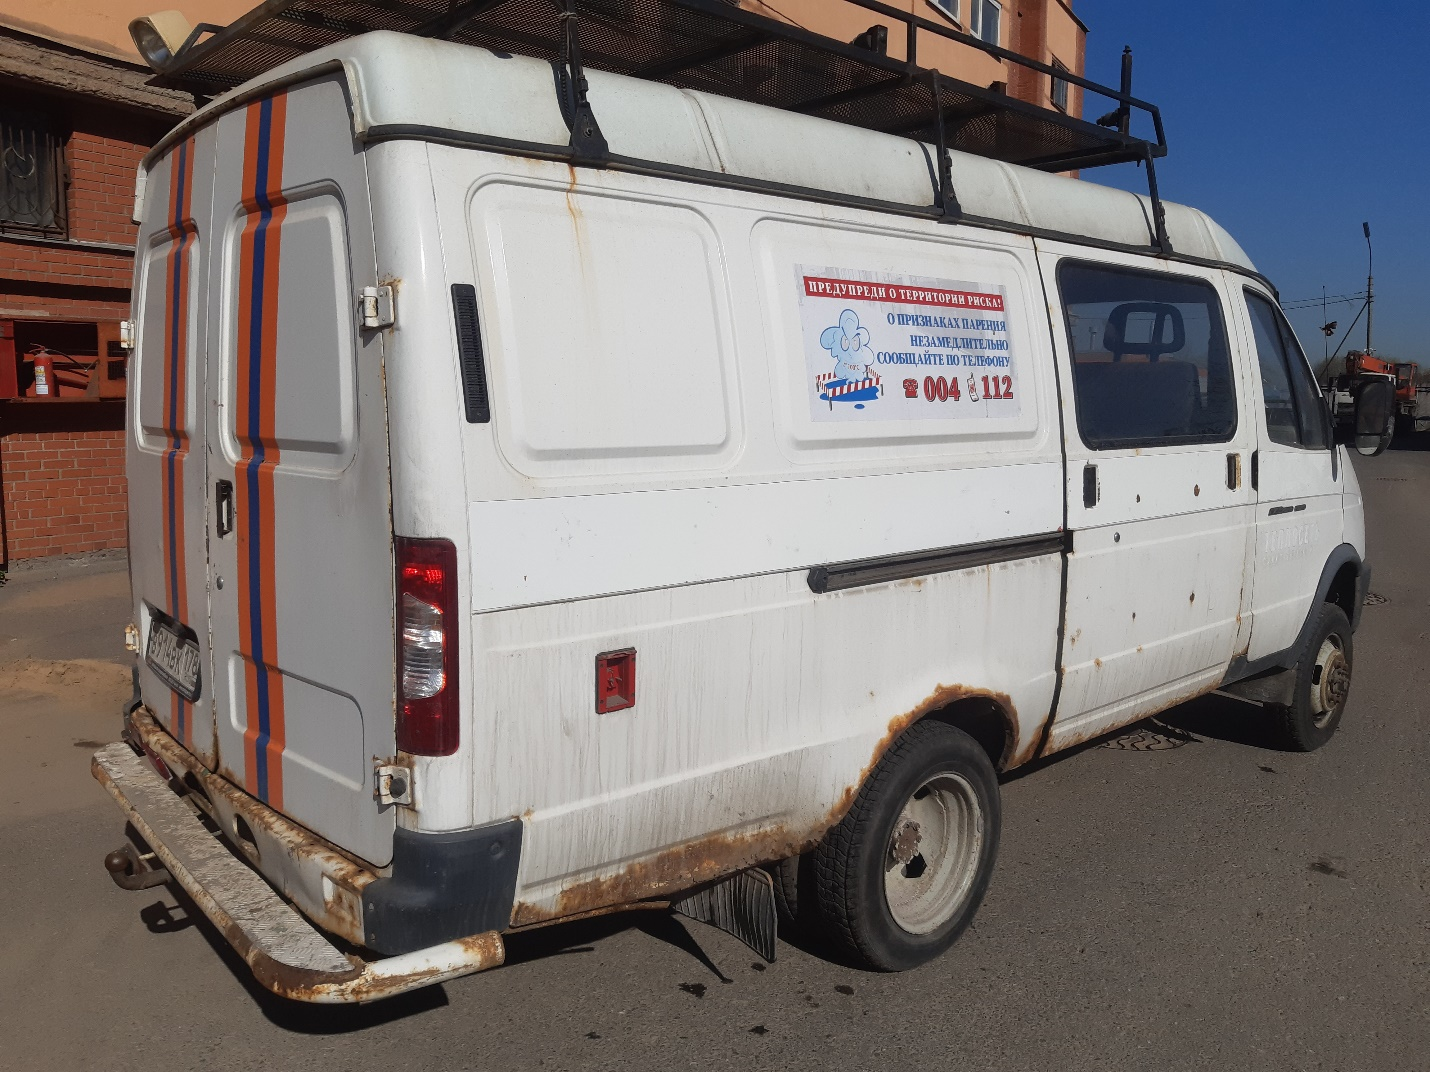 ПРЕДУПРЕДИ О ТЕРРИТОРИИ РИСКА!
О ПРИЗНАКАХ ПАРЕНИЯ
НЕЗАМЕДЛИТЕЛЬНО
СООБЩАЙТЕ ПО ТЕЛЕФОНУ
004 112